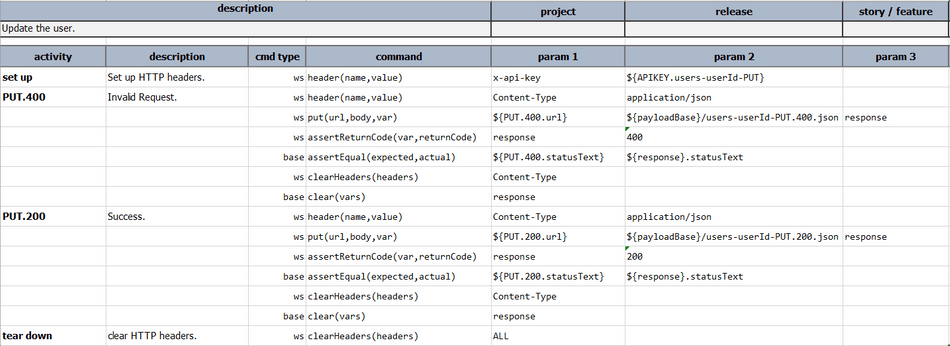 description project release story / feature
Update the user.
activity description cmd type command param 1 param 2 param 3
set up Set up HTTP headers. ws header(name,value) x-api-key ${APIKEY.users-userId-PUT}
PUT.400 Invalid Request. ws header(name,value) Content-Type application/json
ws put(url,body,var) ${PUT.400.url} ${payloadBase}/users-userId-PUT.400.json response
ws assertReturnCode(var,returnCode) response 400
base assertEqual(expected,actual) ${PUT.400.statusText} ${response}.statusText
ws clearHeaders(headers) Content-Type
base clear(vars) response
PUT.200 Success. ws header(name,value) Content-Type application/json
ws put(url,body,var) ${PUT.200.url} ${payloadBase}/users-userId-PUT.200.json response
ws assertReturnCode(var,returnCode) response 200
base assertEqual(expected,actual) ${PUT.200.statusText} ${response}.statusText
ws clearHeaders(headers) Content-Type
base clear(vars) response
tear down clear HTTP headers. ws clearHeaders(headers) ALL